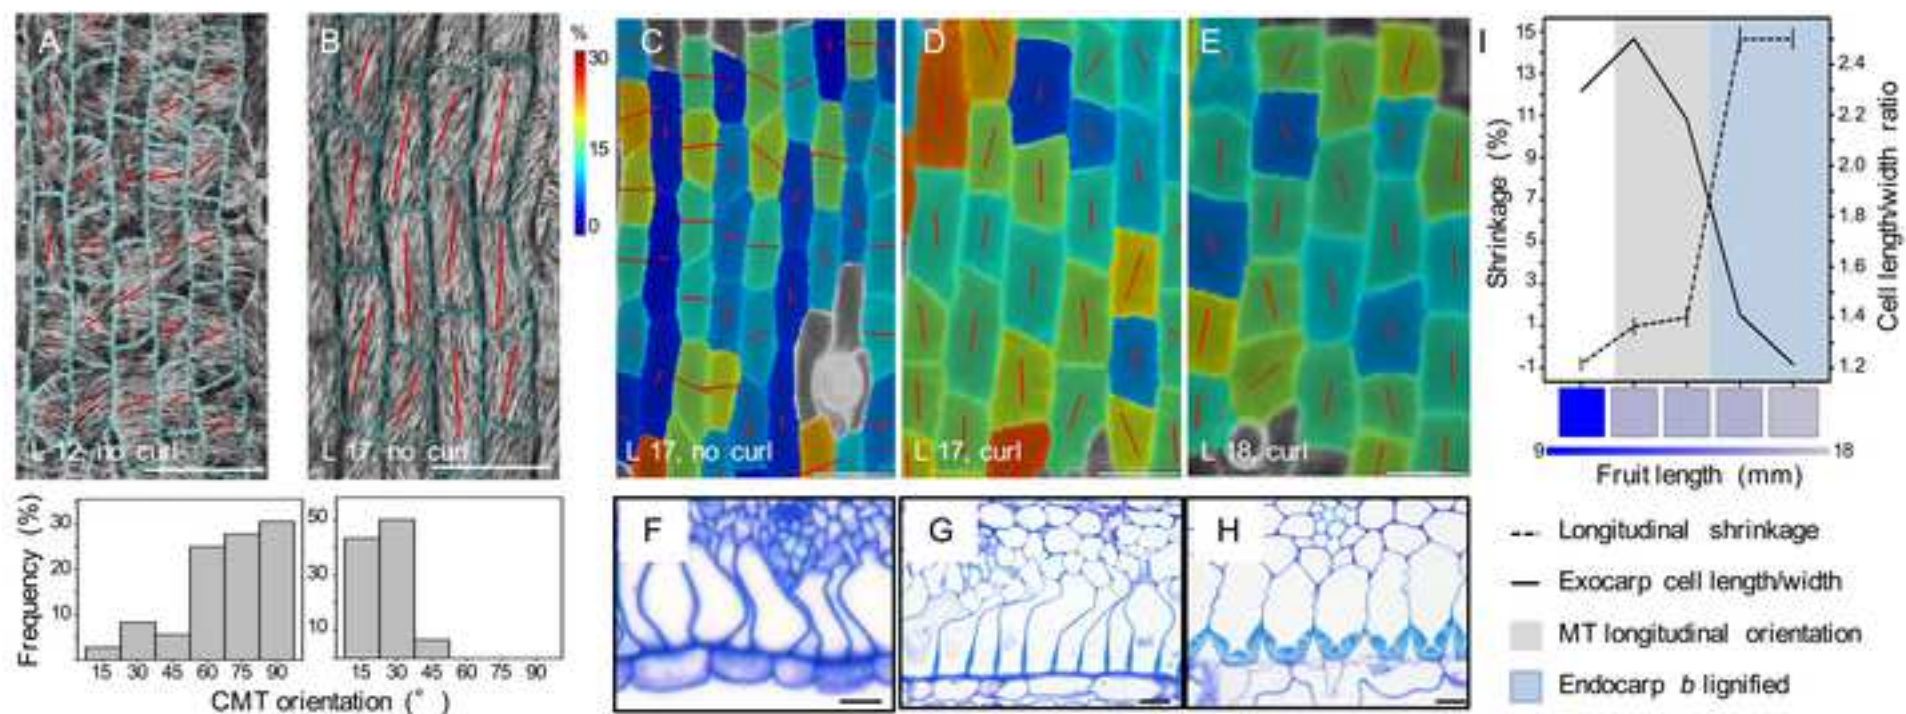 A
L 12, no curl
B
L 17, no curl
%
30
15
0
C
L 17, no curl
D
L 17, curl
E
L 18, curl
I
Shrinkage (%)
15
13
11
9
7
5
3
1
-1
2.4
2.2
2.0
1.8
1.6
1.4
1.2
Cell length/width ratio
9
18
Fruit length (mm)
Longitudinal shrinkage
Exocarp cell length/width
MT longitudinal orientation
Endocarp b lignified
Frequency (%)
30
20
10
15 30 45 60 75 90
50
30
10
15 30 45 60 75 90
CMT orientation (°)
F
G
H